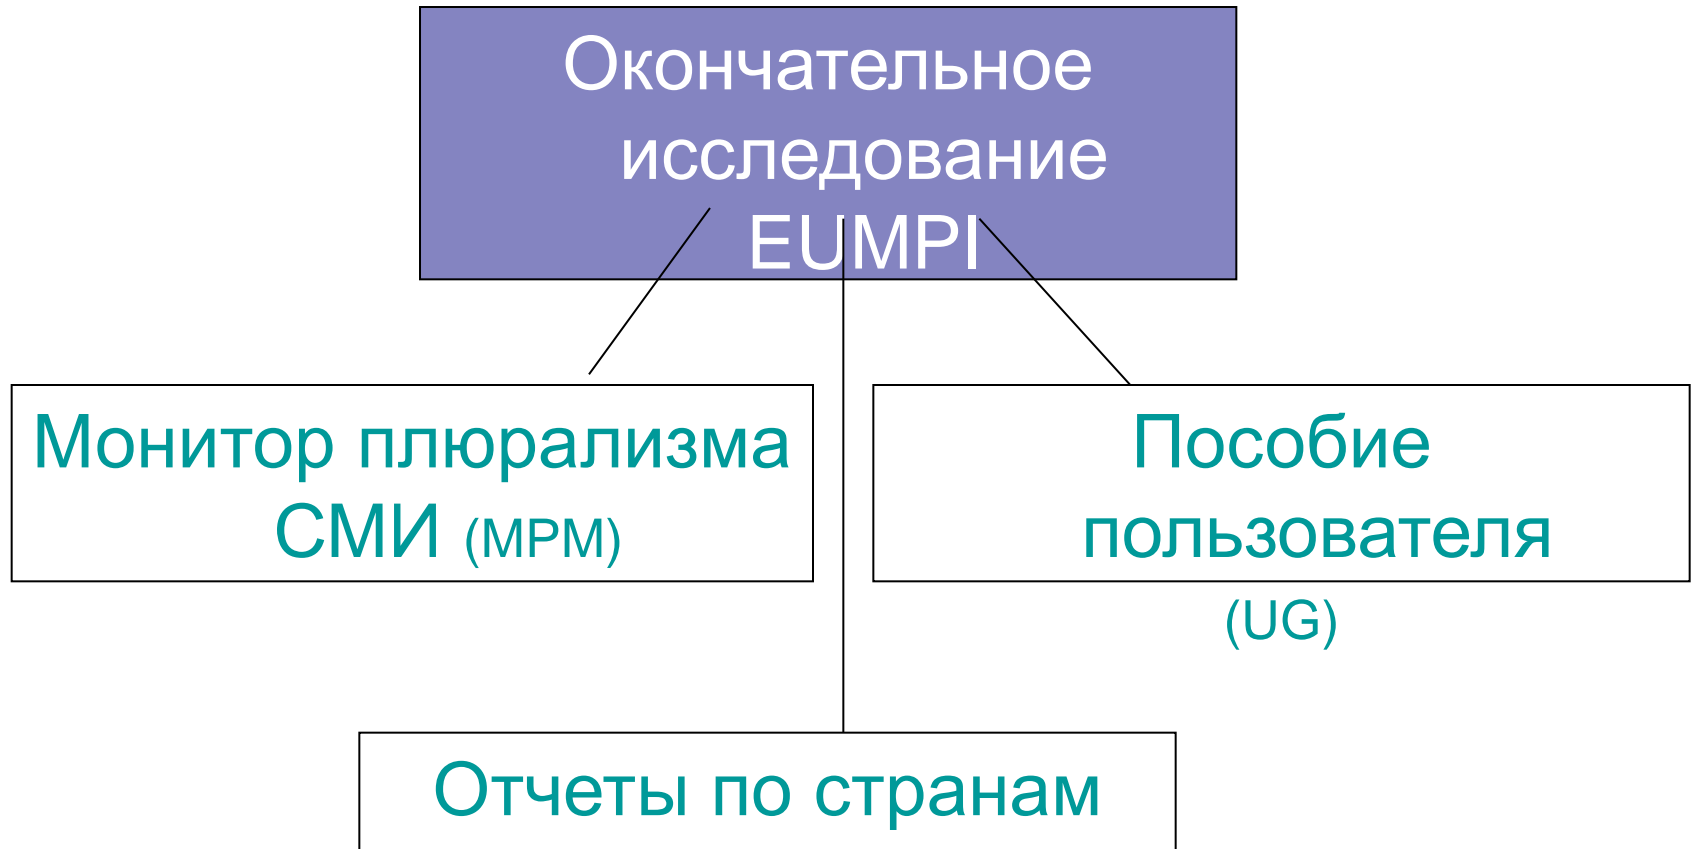 Окончательное
исследование
EUMPI
Монитор плюрализма
СМИ (MPM)
Пособие
пользователя
(UG)
Отчеты по странам